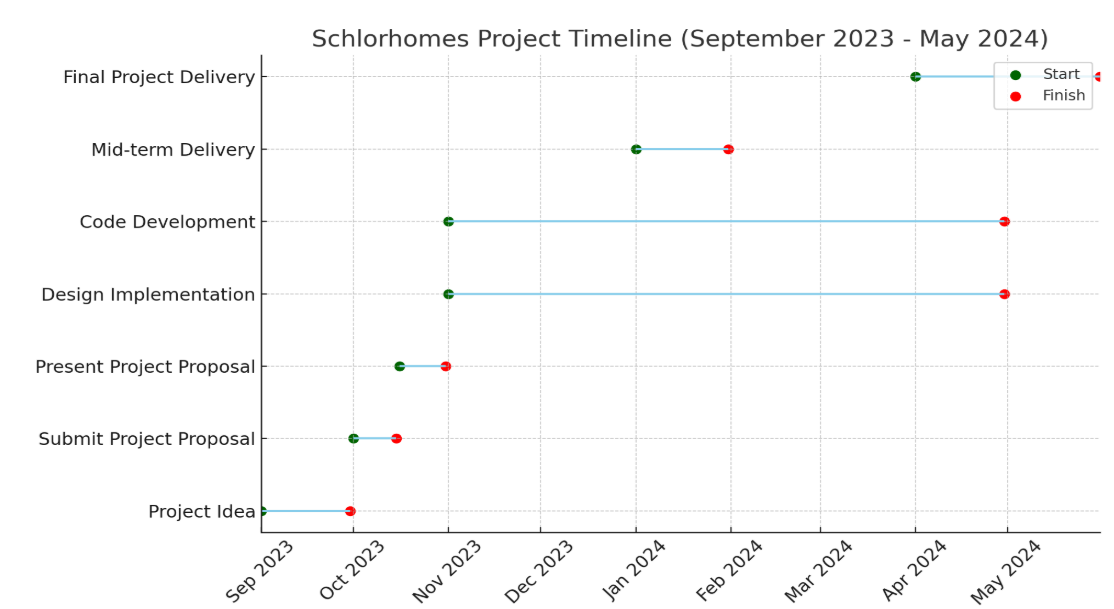 Schlorhomes Project Timeline (September 2023 - May 2024)
Final Project Delivery
Start
Finish
Mid-term Delivery
Code Development
Design Implementation
Present Project Proposal
Submit Project Proposal
Project Idea
Sep 2023
Oct 2023
Nov 2023
Dec 2023
Jan 2024
Feb 2024
Mar 2024
Apr 2024
May 2024